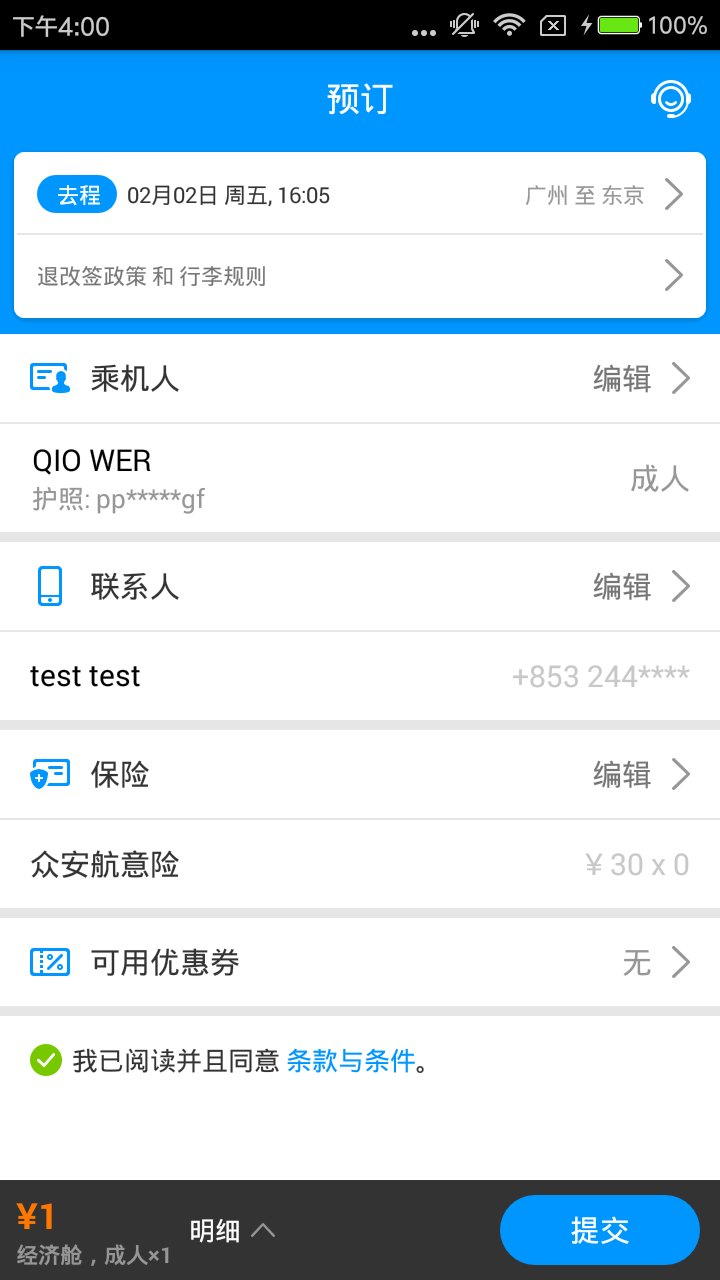 下午4:00 100%
预订
去程 02月02日 周五, 16:05 广州 至 东京
退改签政策 和 行李规则
乘机人 编辑
QIO WER
护照: pp*****gf 成人
联系人 编辑
test test +853 244****
保险 编辑
众安航意险 ¥ 30 x 0
可用优惠券 无
我已阅读并且同意 条款与条件。
¥1
经济舱，成人×1
明细
提交